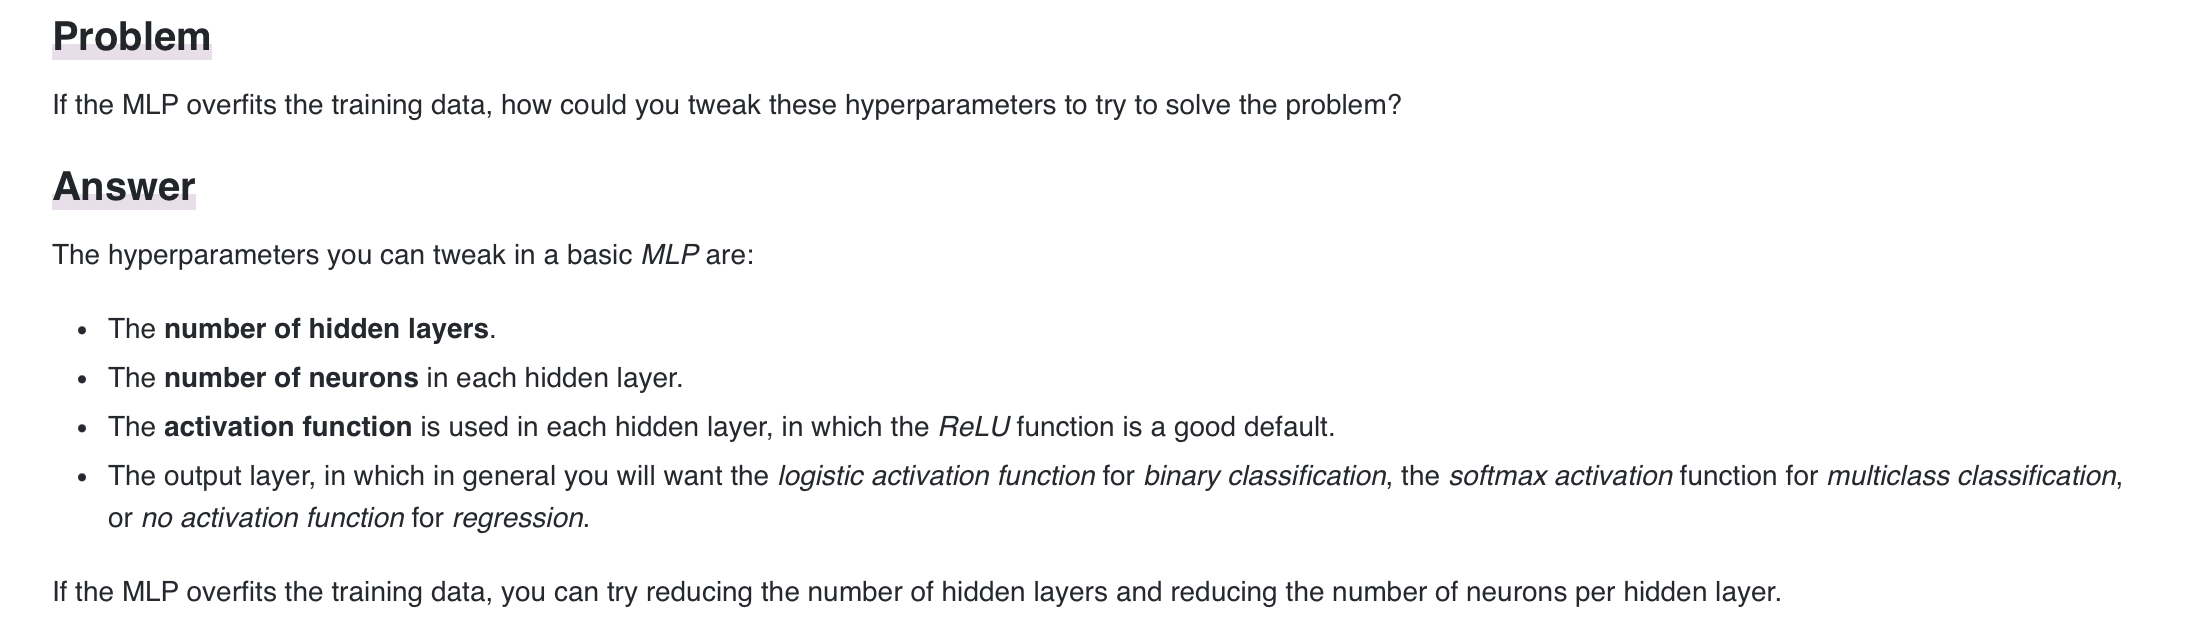 Problem
If the MLP overfits the training data, how could you tweak these hyperparameters to try to solve the problem?
Answer
The hyperparameters you can tweak in a basic MLP are:
• The number of hidden layers.
• The number of neurons in each hidden layer.
• The activation function is used in each hidden layer, in which the ReLU function is a good default.
• The output layer, in which in general you will want the logistic activation function for binary classification, the softmax activation function for multiclass classification,
or no activation function for regression.
If the MLP overfits the training data, you can try reducing the number of hidden layers and reducing the number of neurons per hidden layer.